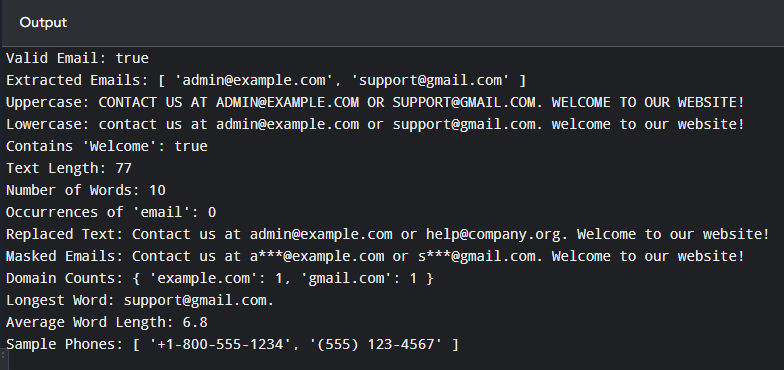 Output
Valid Email: true
Extracted Emails: [ 'admin@example.com', 'support@gmail.com' ]
Uppercase: CONTACT US AT ADMIN@EXAMPLE.COM OR SUPPORT@GMAIL.COM. WELCOME TO OUR WEBSITE!
Lowercase: contact us at admin@example.com or support@gmail.com. welcome to our website!
Contains 'Welcome': true
Text Length: 77
Number of Words: 10
Occurrences of 'email': 0
Replaced Text: Contact us at admin@example.com or help@company.org. Welcome to our website!
Masked Emails: Contact us at a***@example.com or s***@gmail.com. Welcome to our website!
Domain Counts: { 'example.com': 1, 'gmail.com': 1 }
Longest Word: support@gmail.com.
Average Word Length: 6.8
Sample Phones: [ '+1-800-555-1234', '(555) 123-4567' ]